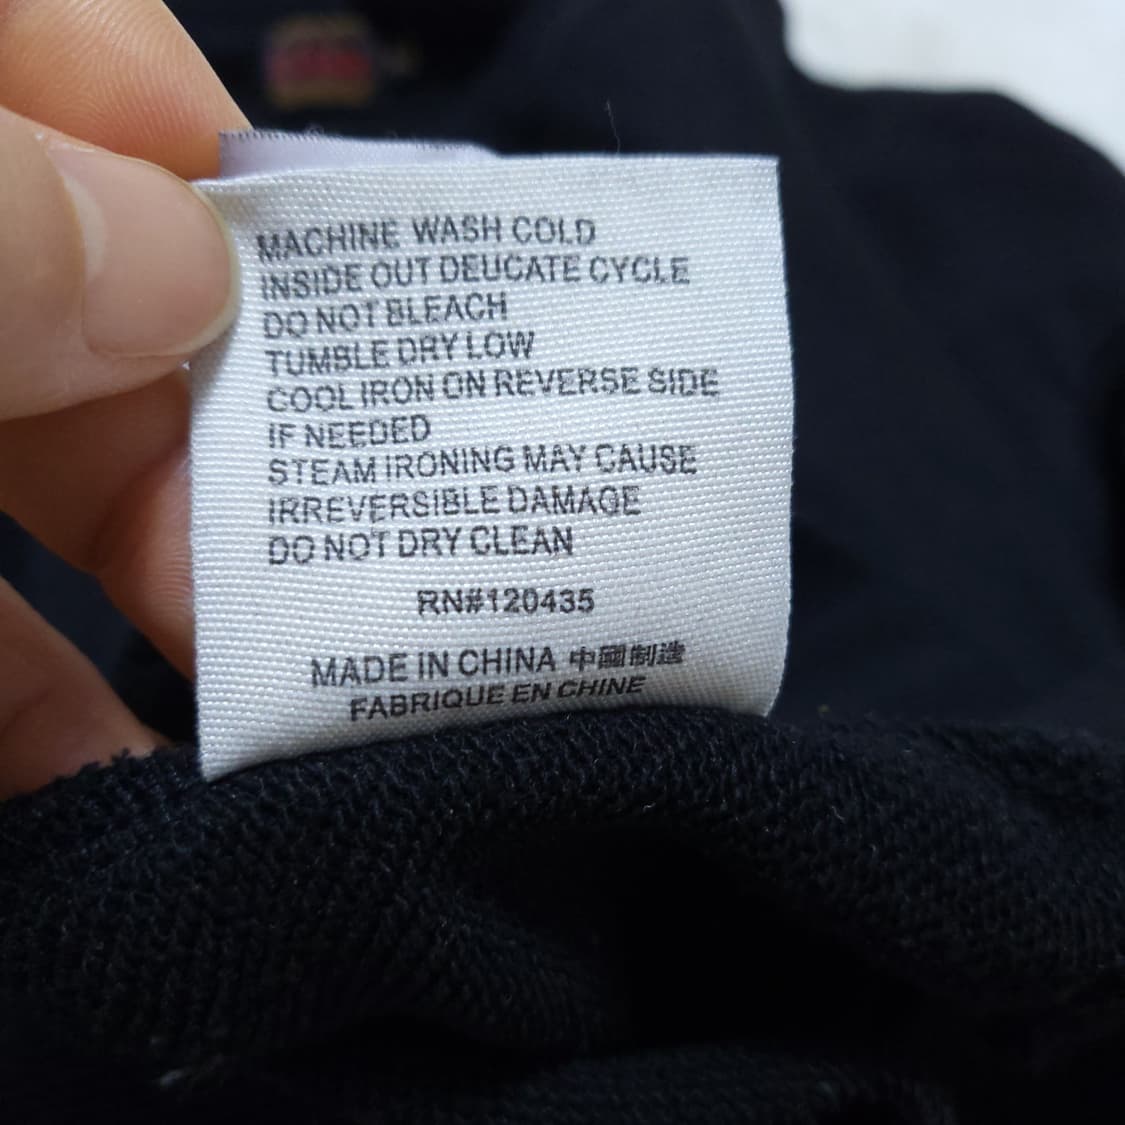 MACHINE WASH COLD
INSIDE OUT DEUCATE CYCLE
DO NOT BLEACH
TUMBLE DRY LOW
COOL IRON ON REVERSE SIDE
IF NEEDED
STEAM IRONING MAY CAUSE
IRREVERSIBLE DAMAGE
DO NOT DRY CLEAN
RN#120435
MADE IN CHINA 中國制造
FABRIQUE EN CHINE